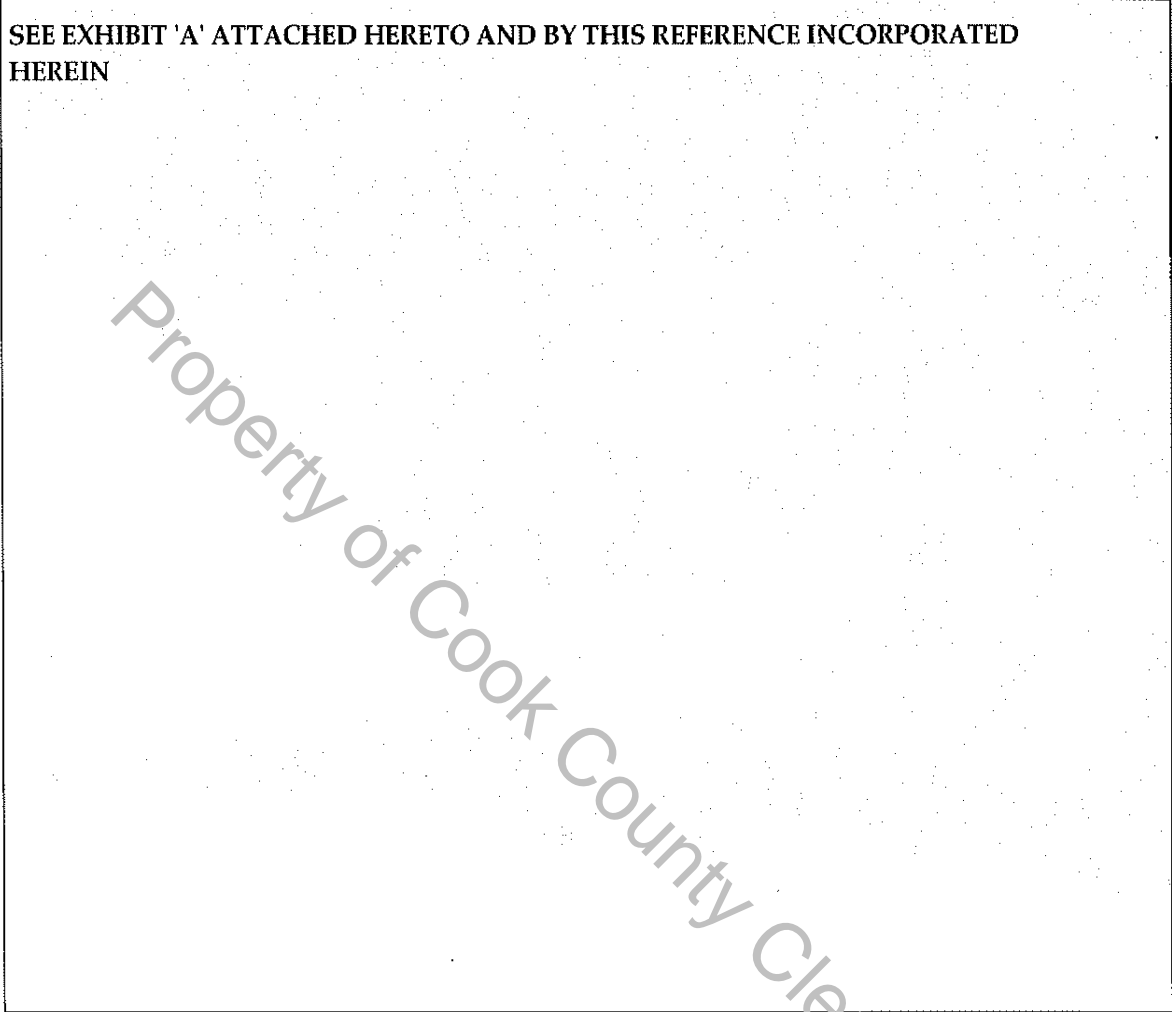 SEE EXHIBIT 'A' ATTACHED HERETO AND BY THIS REFERENCE INCORPORATED
HEREIN
Property of Cook County Cle